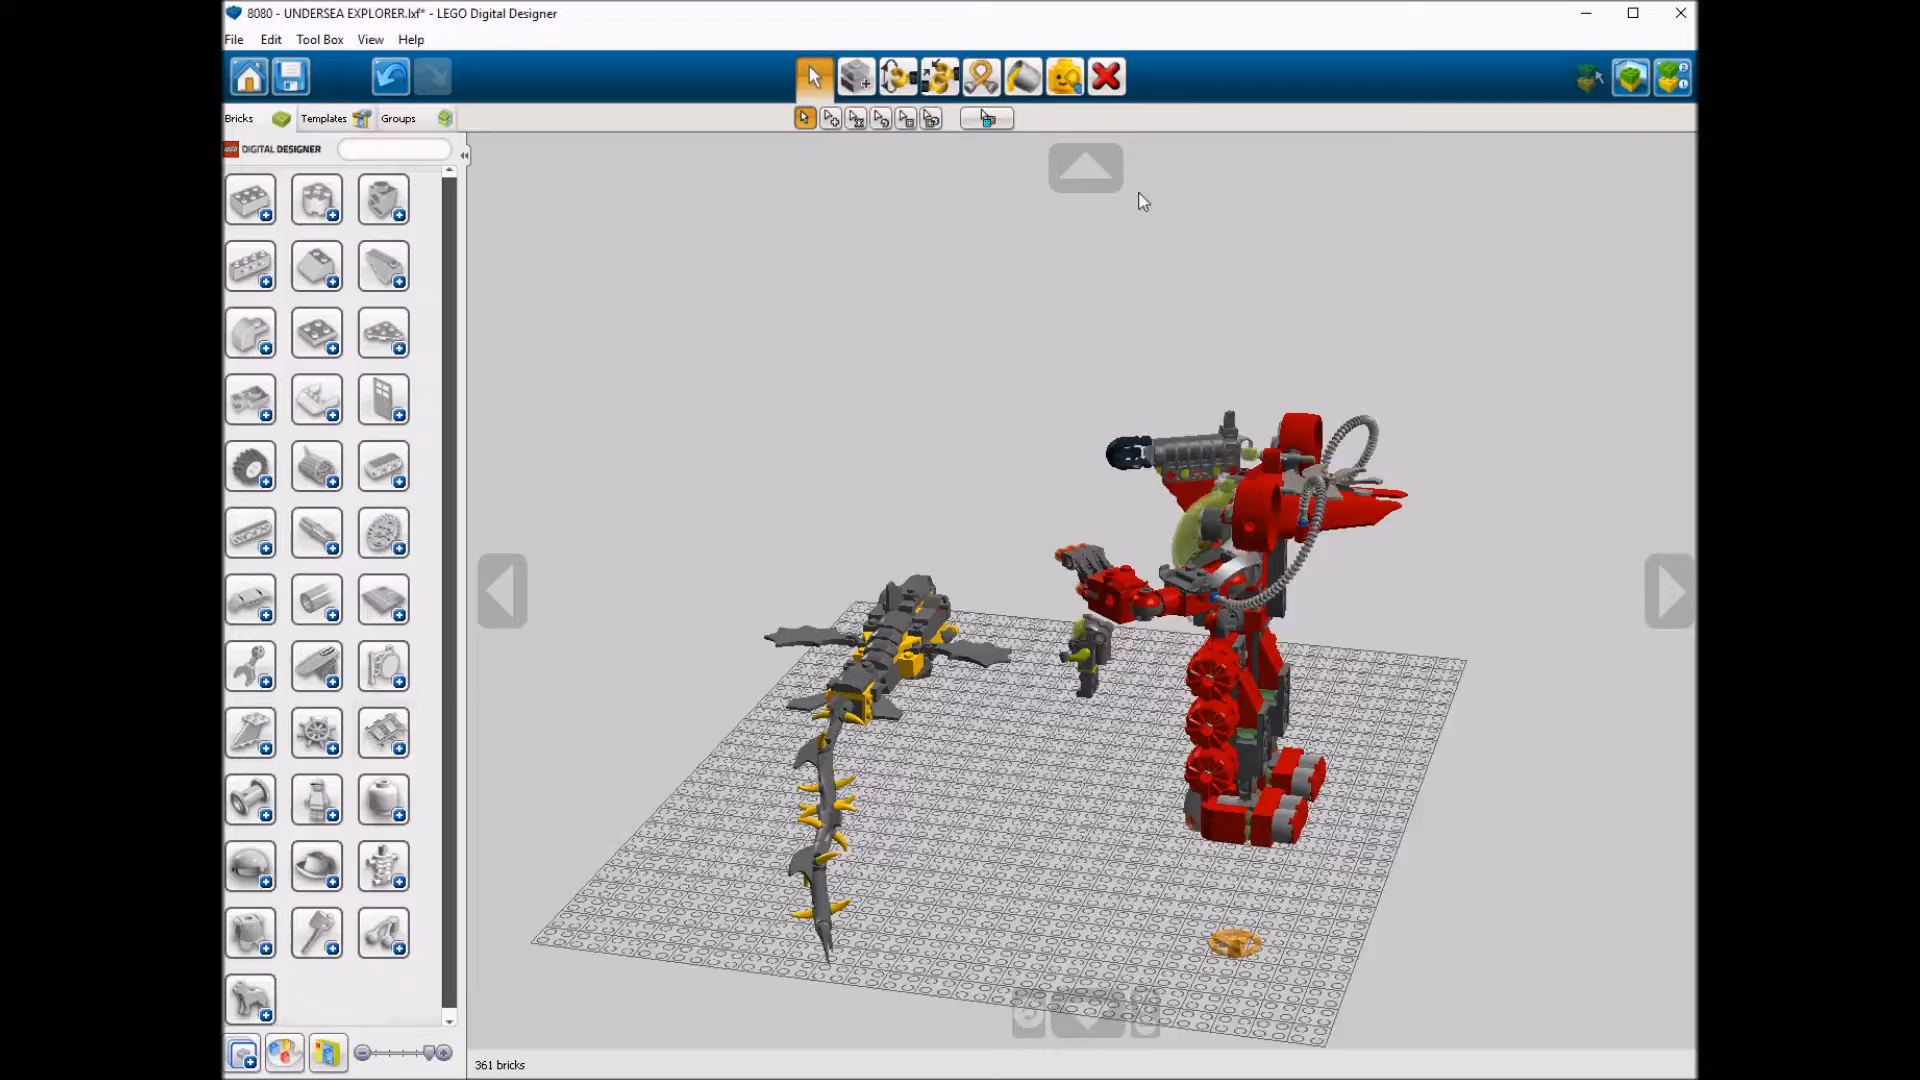 8080 - UNDERSEA EXPLORER.lxf* - LEGO Digital Designer
File Edit Tool Box View Help
Bricks Templates Groups
LEGO DIGITAL DESIGNER
361 bricks